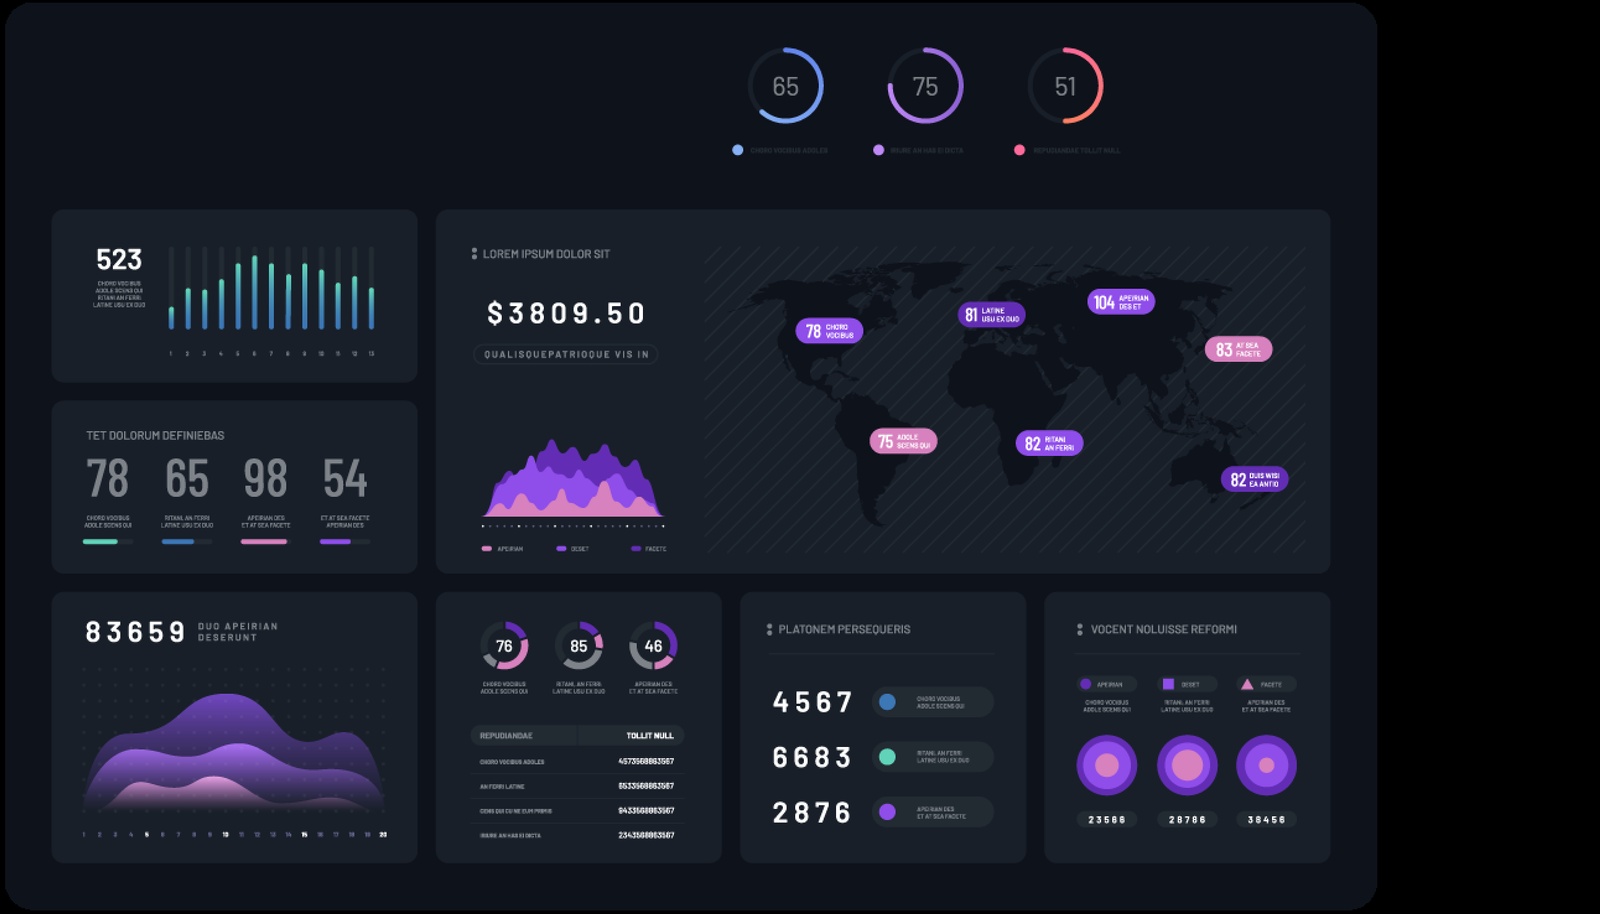 65
75
51
CHORO VOCIBUS ADOLES
IRIURE AN HAS EI DICTA
REPUDIANDAE TOLLIT NULL
523
CHORO VOCIBUS
ADOLE SCENS QUI
RITANI AN FERRI
LATINE USU EX DUO
1 2 3 4 5 6 7 8 9 10 11 12 13
TET DOLORUM DEFINIEBAS
78 65 98 54
CHORO VOCIBUS
ADOLE SCENS QUI
RITANI, AN FERRI
LATINE USU EX DUO
APEIRIAN DES
ET AT SEA FACETE
ET AT SEA FACETE
APEIRIAN DES
LOREM IPSUM DOLOR SIT
$3809.50
QUALISQUEPATRIOQUE VIS IN
APEIRIAN
DESET
FACETE
78 CHORO
VOCIBUS
81 LATINE
USU EX DUO
104 APEIRIAN
DES ET
83 AT SEA
FACETE
75 ADOLE
SCENS QUI
82 RITANI
AN FERRI
82 DUIS WISI
EA ANTIO
83659
DUO APEIRIAN
DESERUNT
1 2 3 4 5 6 7 8 9 10 11 12 13 14 15 16 17 18 19 20
76
85
46
CHORO VOCIBUS
ADOLE SCENS QUI
RITANI, AN FERRI
LATINE USU EX DUO
APEIRIAN DES
ET AT SEA FACETE
REPUDIANDAE TOLLIT NULL
CHORO VOCIBUS ADOLES 4573568863567
AN FERRI LATINE 6533568863567
CENS QUI CU NE EUM PRIMIS 9433568863567
IRIURE AN HAS EI DICTA 2343568863567
PLATONEM PERSEQUERIS
4567
CHORO VOCIBUS
ADOLE SCENS QUI
6683
RITANI, AN FERRI
LATINE USU EX DUO
2876
APEIRIAN DES
ET AT SEA FACETE
VOCENT NOLUISSE REFORMI
APEIRIAN
DESET
FACETE
CHORO VOCIBUS
ADOLE SCENS QUI
RITANI, AN FERRI
LATINE USU EX DUO
APEIRIAN DES
ET AT SEA FACETE
23566
28786
38456